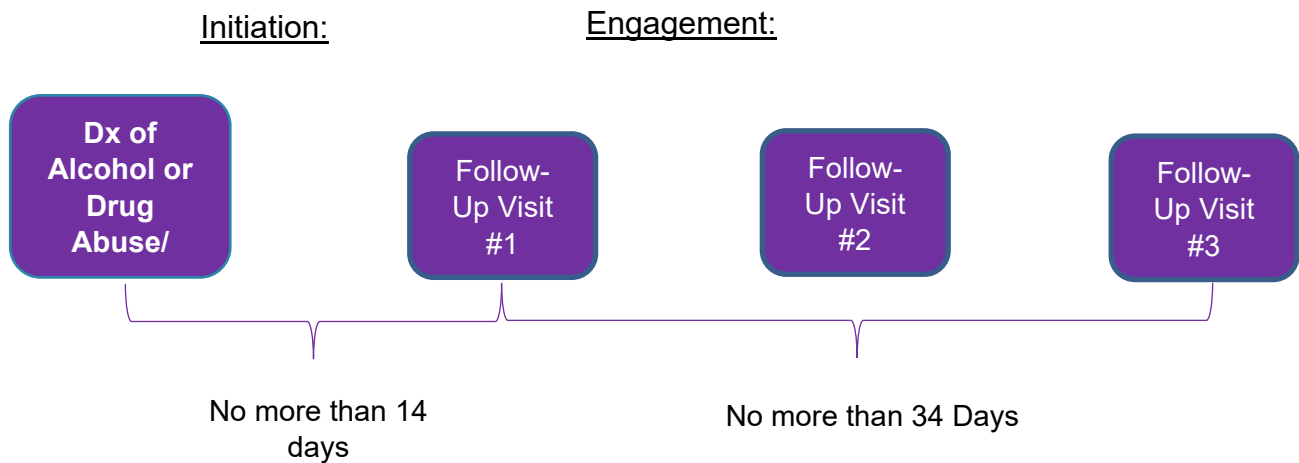 Initiation:
Engagement:
Dx of
Alcohol or
Drug
Abuse/
Follow-
Up Visit
#1
Follow-
Up Visit
#2
Follow-
Up Visit
#3
No more than 14
days
No more than 34 Days